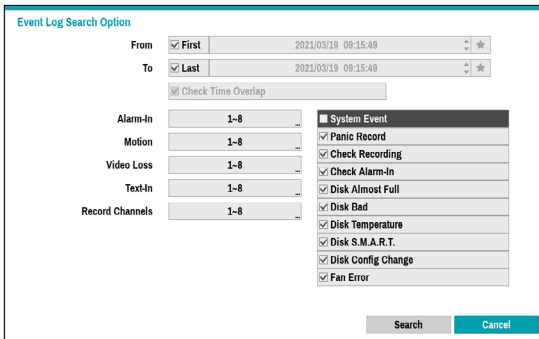 Event Log Search Option
From First 2021/03/19 09:15:49
To Last 2021/03/19 09:15:49
Check Time Overlap
Alarm-In 1~8 ...
Motion 1~8 ...
Video Loss 1~8 ...
Text-In 1~8 ...
Record Channels 1~8 ...
System Event
Panic Record
Check Recording
Check Alarm-In
Disk Almost Full
Disk Bad
Disk Temperature
Disk S.M.A.R.T.
Disk Config Change
Fan Error
Search Cancel